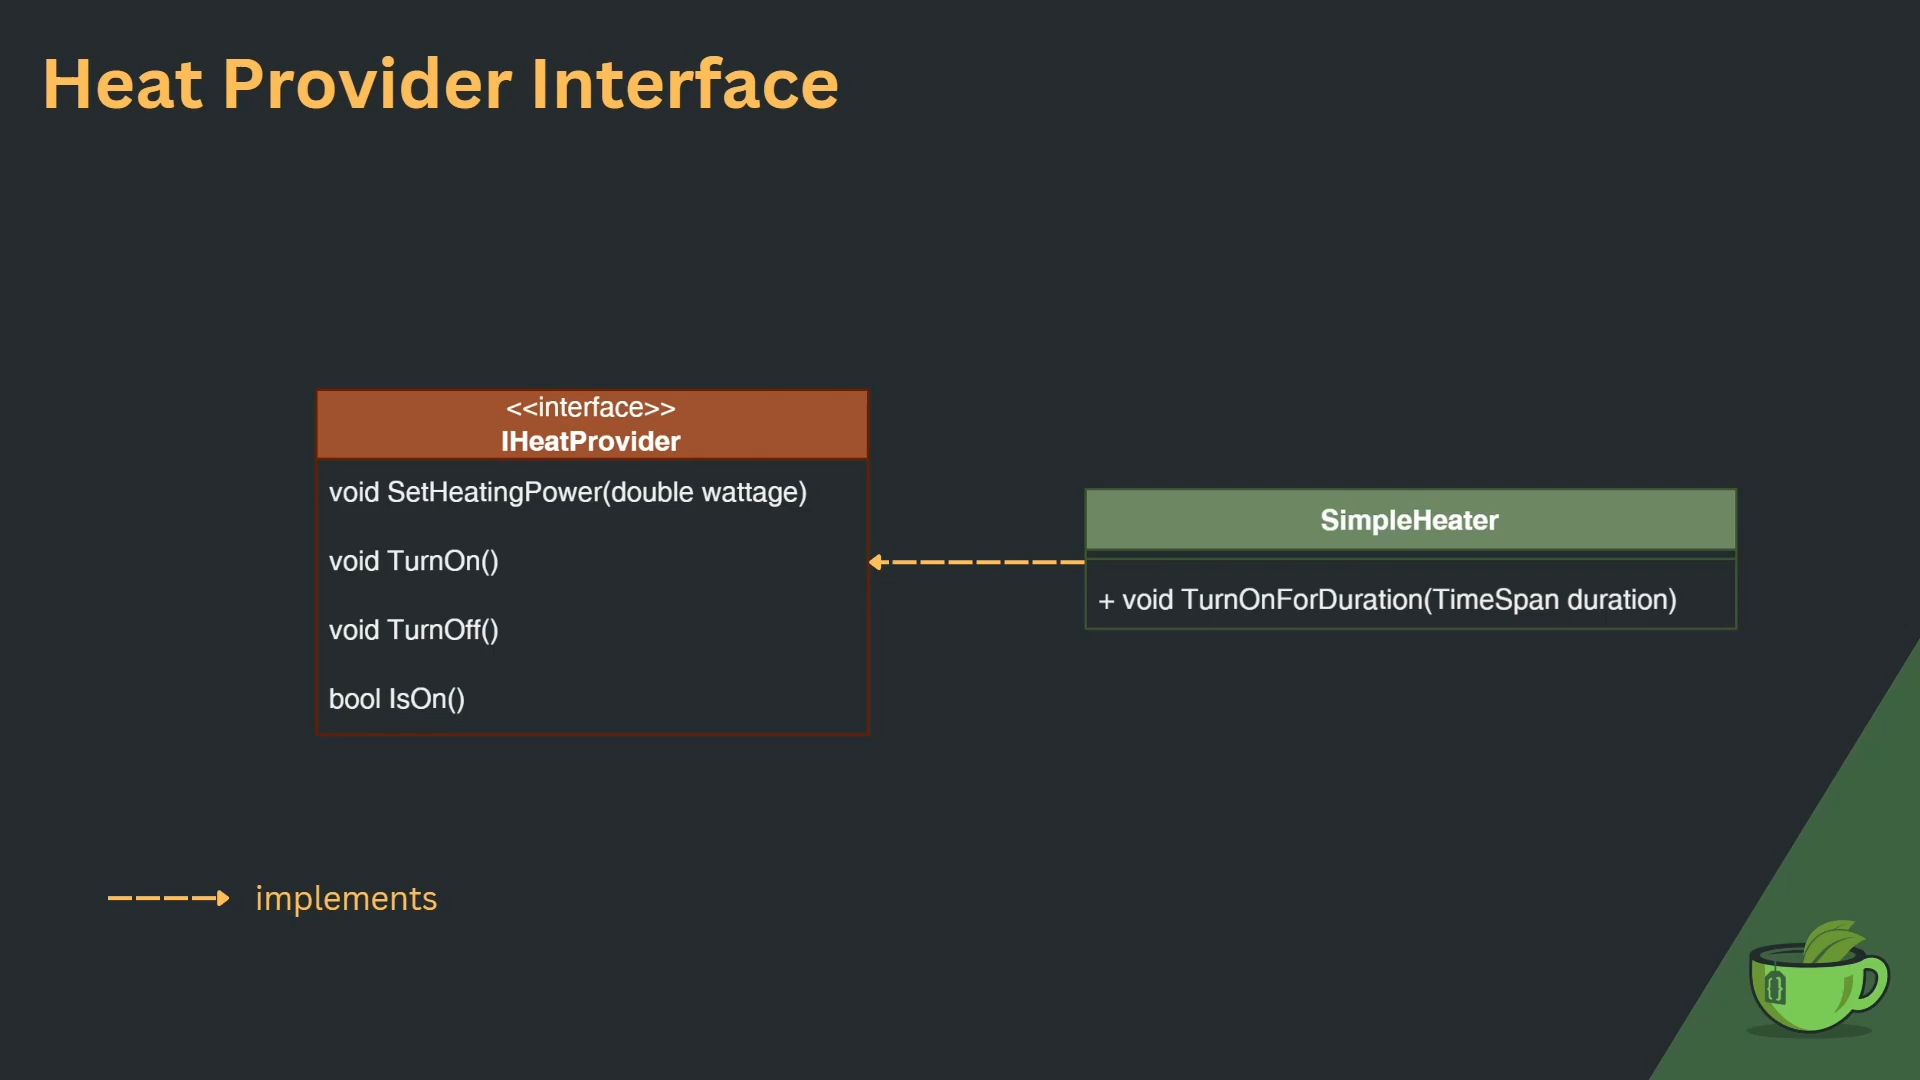 Heat Provider Interface
<<interface>>
IHeatProvider
void SetHeatingPower(double wattage)
void TurnOn()
void TurnOff()
bool IsOn()
SimpleHeater
+ void TurnOnForDuration(TimeSpan duration)
implements
{}